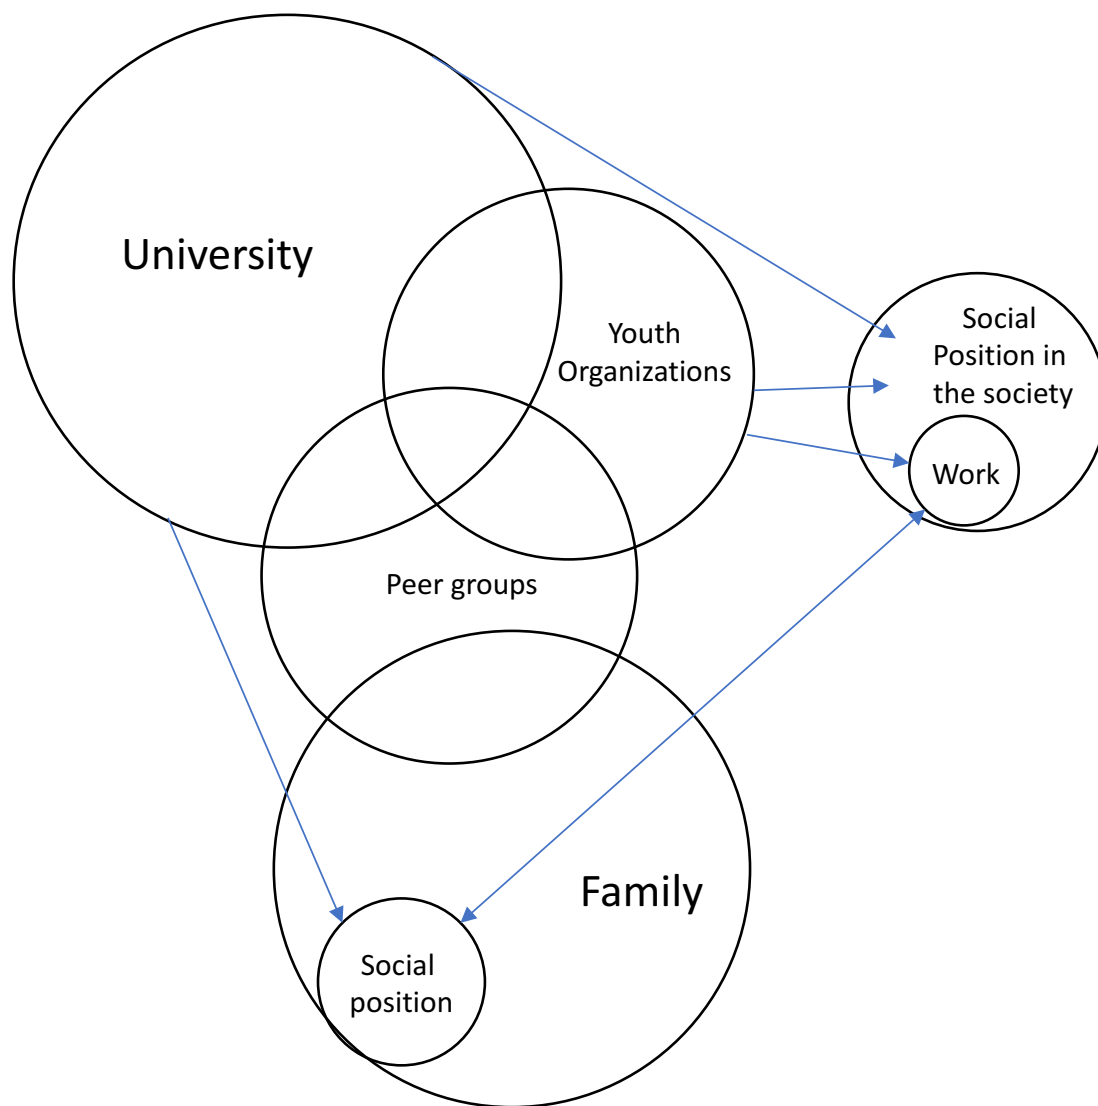 University
Youth
Organizations
Social
Position in
the society
Work
Peer groups
Family
Social
position